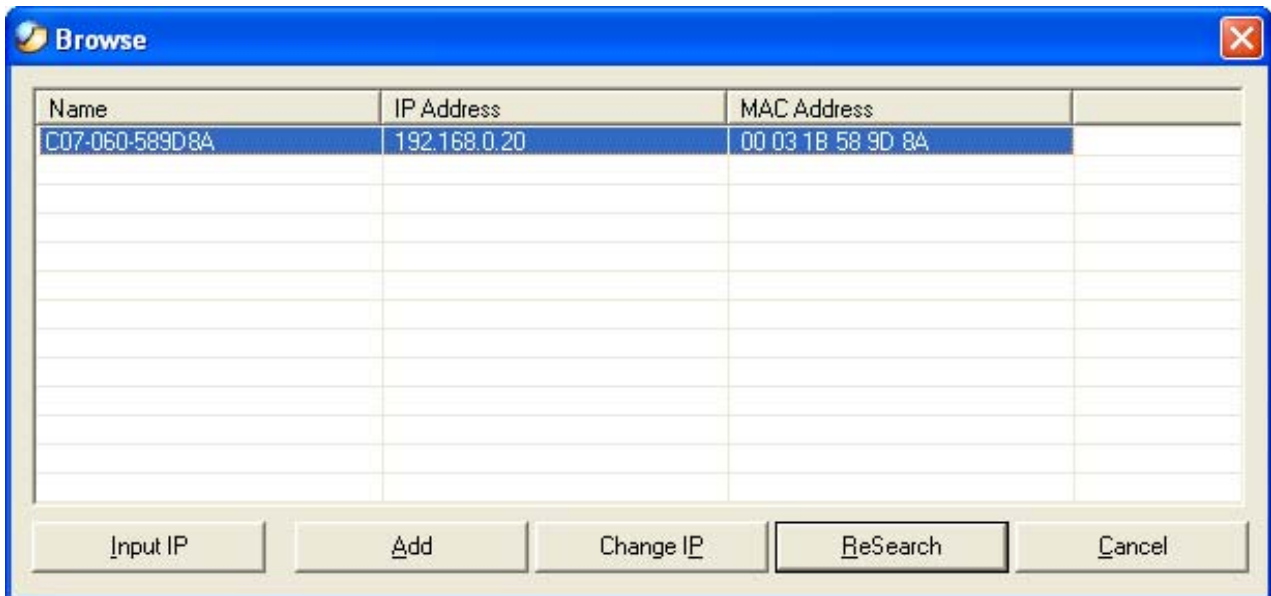 Browse
Name IP Address MAC Address
C07-060-589D8A 192.168.0.20 00 03 1B 58 9D 8A
Input IP Add Change IP ReSearch Cancel